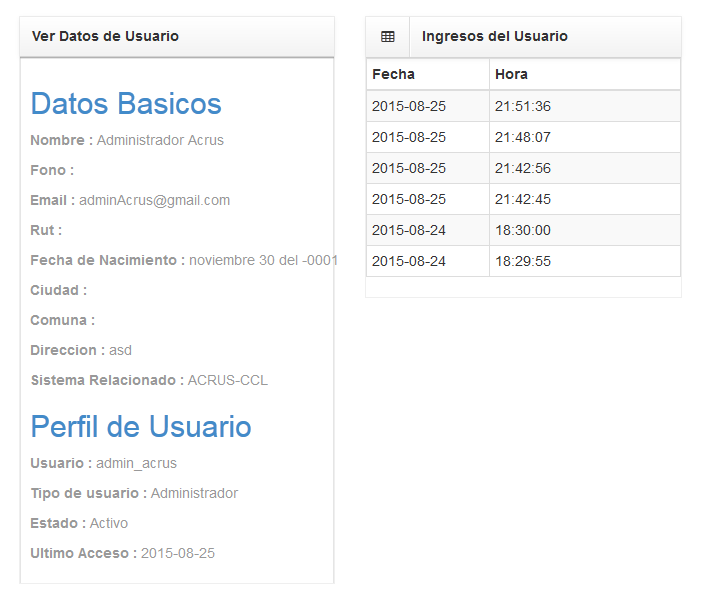 Ver Datos de Usuario
Datos Basicos
Nombre : Administrador Acrus
Fono :
Email : adminAcrus@gmail.com
Rut :
Fecha de Nacimiento : noviembre 30 del -0001
Ciudad :
Comuna :
Direccion : asd
Sistema Relacionado : ACRUS-CCL
Perfil de Usuario
Usuario : admin_acrus
Tipo de usuario : Administrador
Estado : Activo
Ultimo Acceso : 2015-08-25
Ingresos del Usuario
Fecha Hora
2015-08-25 21:51:36
2015-08-25 21:48:07
2015-08-25 21:42:56
2015-08-25 21:42:45
2015-08-24 18:30:00
2015-08-24 18:29:55